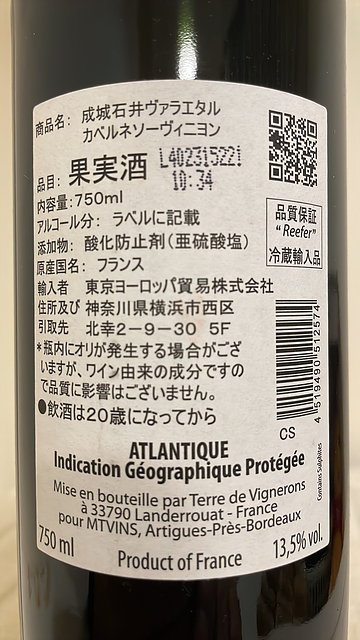 商品名: 成城石井ヴァラエタル
カベルネソーヴィニヨン
品目: 果実酒 L402315221
10:34
内容量:750ml
アルコール分: ラベルに記載
添加物: 酸化防止剤(亜硫酸塩)
原産国名: フランス
輸入者 東京ヨーロッパ貿易株式会社
住所及び 神奈川県横浜市西区
引取先 北幸2-9-30 5F
*瓶内にオリが発生する場合がござ
いますが、ワイン由来の成分ですの
で品質に影響はございません。
●飲酒は20歳になってから
品質保証
"Reefer"
冷蔵輸入品
4 519490 512574
CS
Contains Sulphites
ATLANTIQUE
Indication Géographique Protégée
Mise en bouteille par Terre de Vignerons
à 33790 Landerrouat - France
pour MTVINS, Artigues-Près-Bordeaux
750 ml Product of France 13,5% vol.